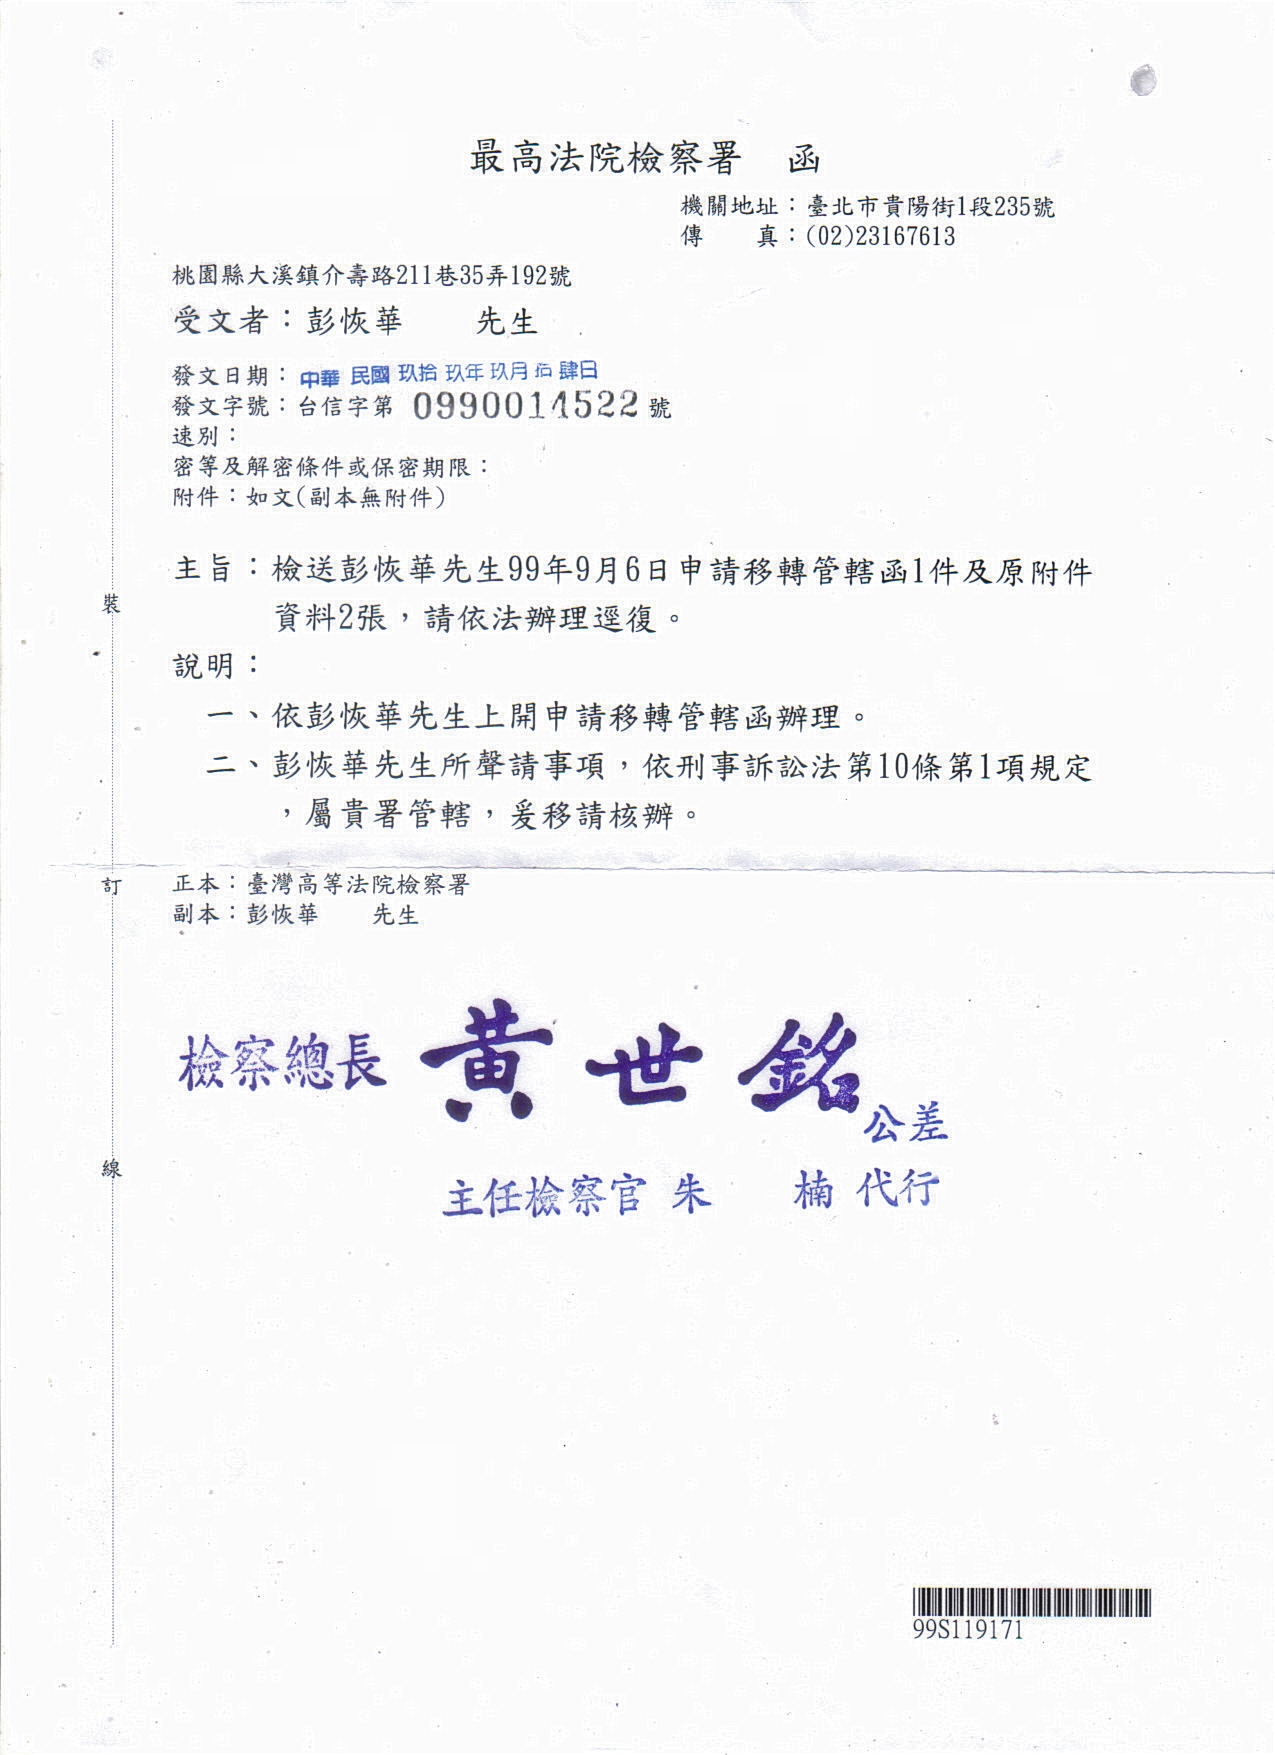 最高法院檢察署 函
機關地址：臺北市貴陽街1段235號
傳 真：(02)23167613
桃園縣大溪鎮介壽路211巷35弄192號
受文者：彭恢華 先生
發文日期：中華民國玖拾玖年玖月拾肆日
發文字號：台信字第 0990014522 號
速別：
密等及解密條件或保密期限：
附件：如文(副本無附件)
主旨：檢送彭恢華先生99年9月6日申請移轉管轄函1件及原附件
資料2張，請依法辦理逕復。
裝
說明：
一、依彭恢華先生上開申請移轉管轄函辦理。
二、彭恢華先生所聲請事項，依刑事訴訟法第10條第1項規定
，屬貴署管轄，爰移請核辦。
訂
正本：臺灣高等法院檢察署
副本：彭恢華 先生
檢察總長 黃世銘 公差
線
主任檢察官 朱 楠 代行
99S119171